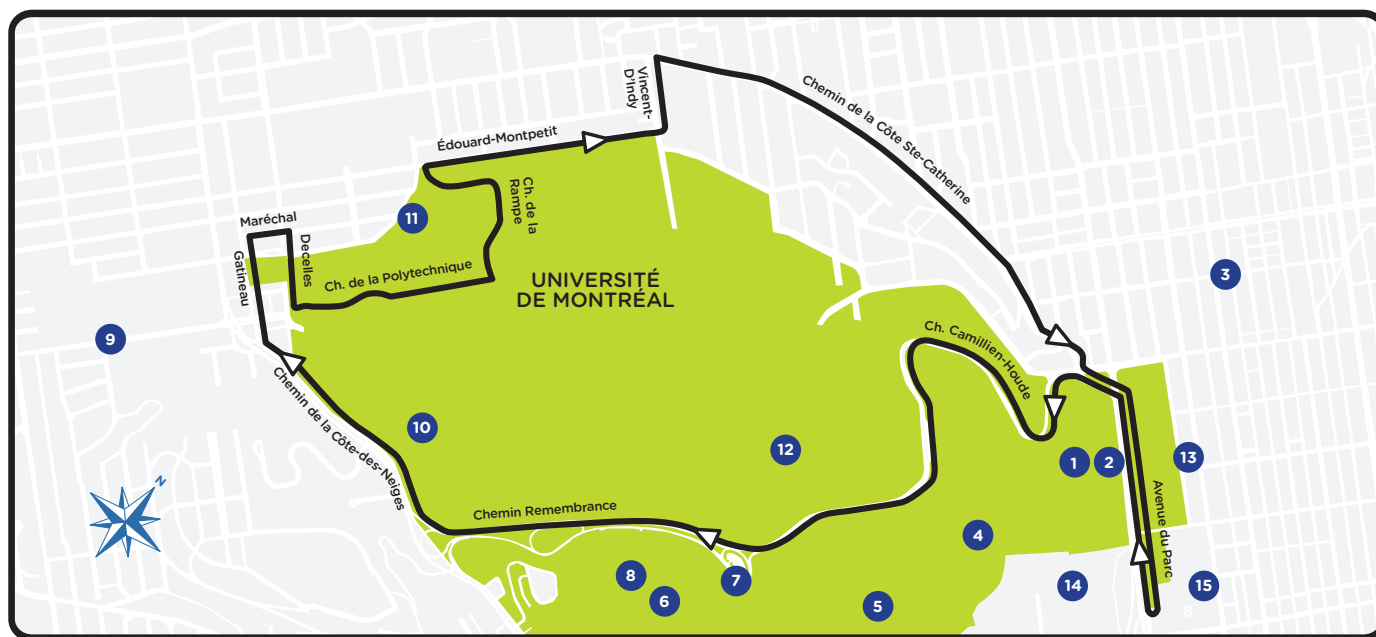 Vincent-
D'Indy
Chemin de la Côte Ste-Catherine
Édouard-Montpetit
Ch. de la
Rampe
11
Maréchal
Decelles
Gatineau
Ch. de la Polytechnique
UNIVERSITÉ
DE MONTRÉAL
3
9
Ch. Camillien-Houde
Chemin de la Côte-des-Neiges
10
12
1
2
13
N
Chemin Remembrance
Avenue du Parc
4
8
7
6
5
14
15
8